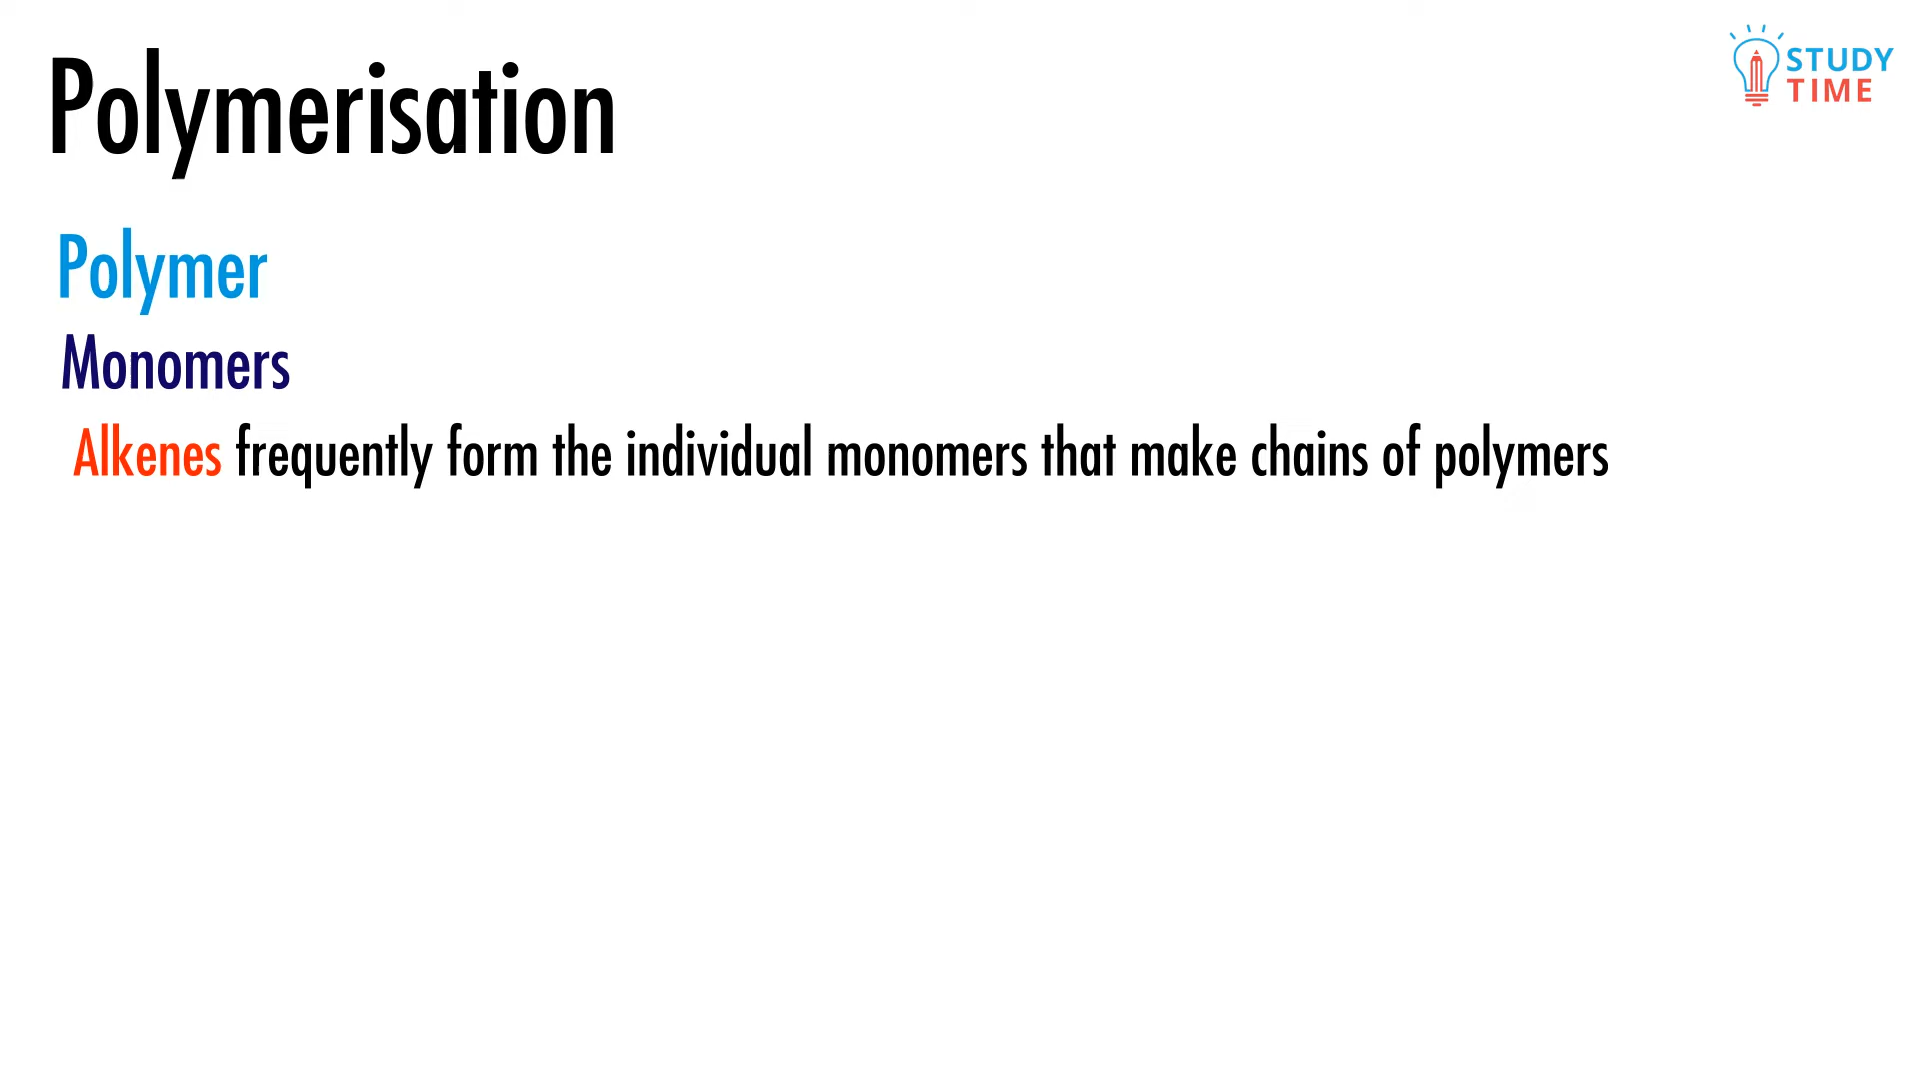 Polymerisation
STUDY
TIME
Polymer
Monomers
Alkenes frequently form the individual monomers that make chains of polymers